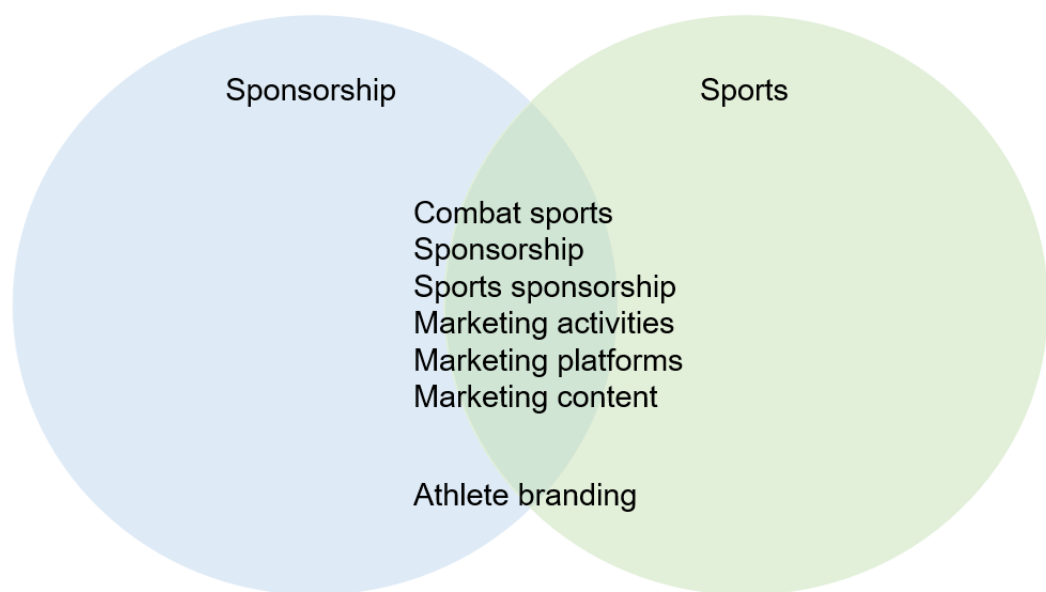 Sponsorship
Sports
Combat sports
Sponsorship
Sports sponsorship
Marketing activities
Marketing platforms
Marketing content
Athlete branding